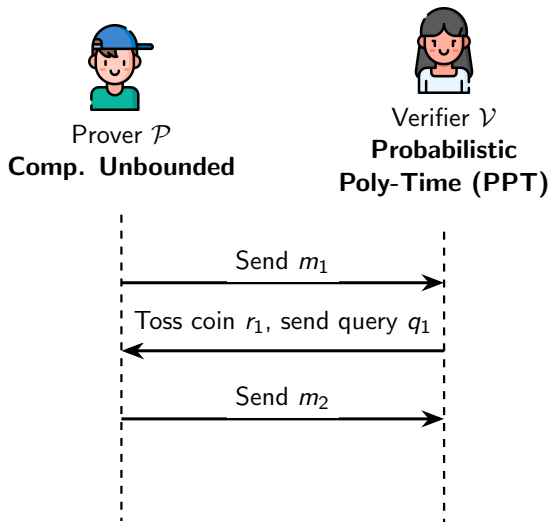 Prover 𝒫
Comp. Unbounded
Verifier 𝒱
Probabilistic
Poly-Time (PPT)
Send m₁
Toss coin r₁, send query q₁
Send m₂